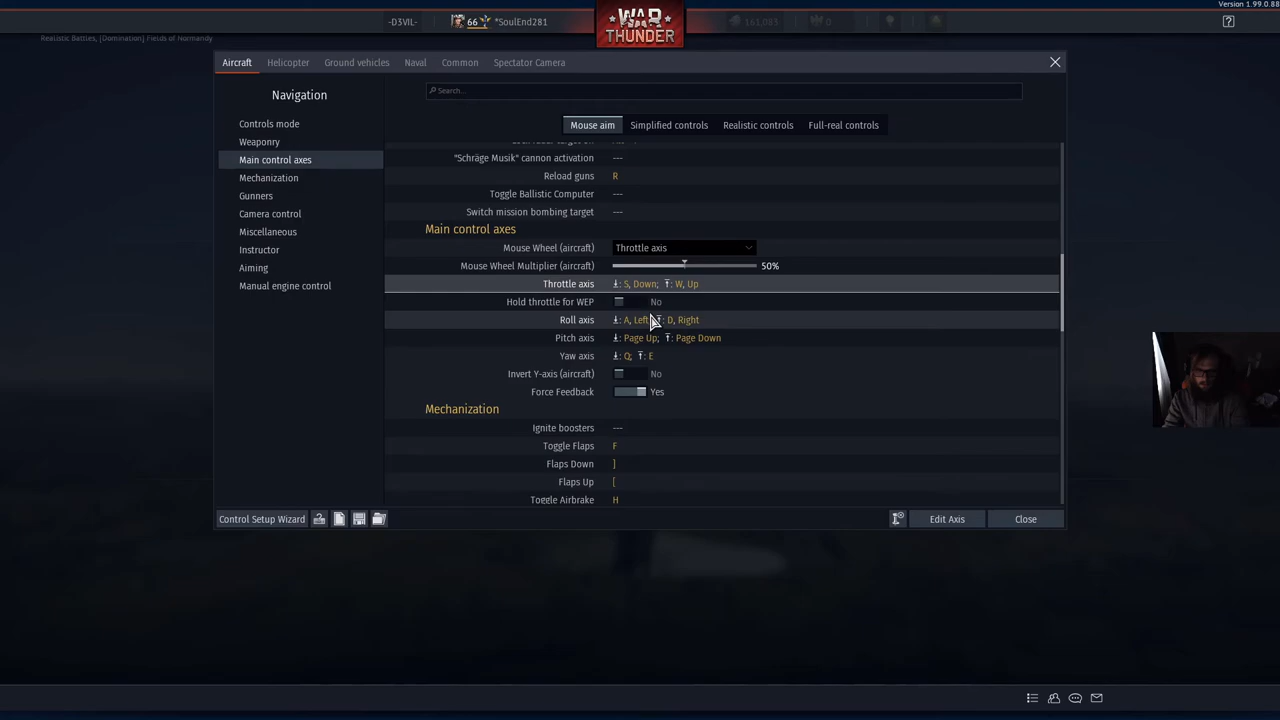 Version 1.99.0.88
-D3VIL-
66
*SoulEnd281
WAR THUNDER
161,083
0
Realistic Battles, [Domination] Fields of Normandy
Aircraft
Helicopter
Ground vehicles
Naval
Common
Spectator Camera
Navigation
Controls mode
Weaponry
Main control axes
Mechanization
Gunners
Camera control
Miscellaneous
Instructor
Aiming
Manual engine control
Search...
Mouse aim
Simplified controls
Realistic controls
Full-real controls
"Schräge Musik" cannon activation ---
Reload guns R
Toggle Ballistic Computer ---
Switch mission bombing target ---
Main control axes
Mouse Wheel (aircraft) Throttle axis
Mouse Wheel Multiplier (aircraft) 50%
Throttle axis : S, Down; : W, Up
Hold throttle for WEP No
Roll axis : A, Left; : D, Right
Pitch axis : Page Up; : Page Down
Yaw axis : Q; : E
Invert Y-axis (aircraft) No
Force Feedback Yes
Mechanization
Ignite boosters ---
Toggle Flaps F
Flaps Down ]
Flaps Up [
Toggle Airbrake H
Control Setup Wizard
Edit Axis
Close